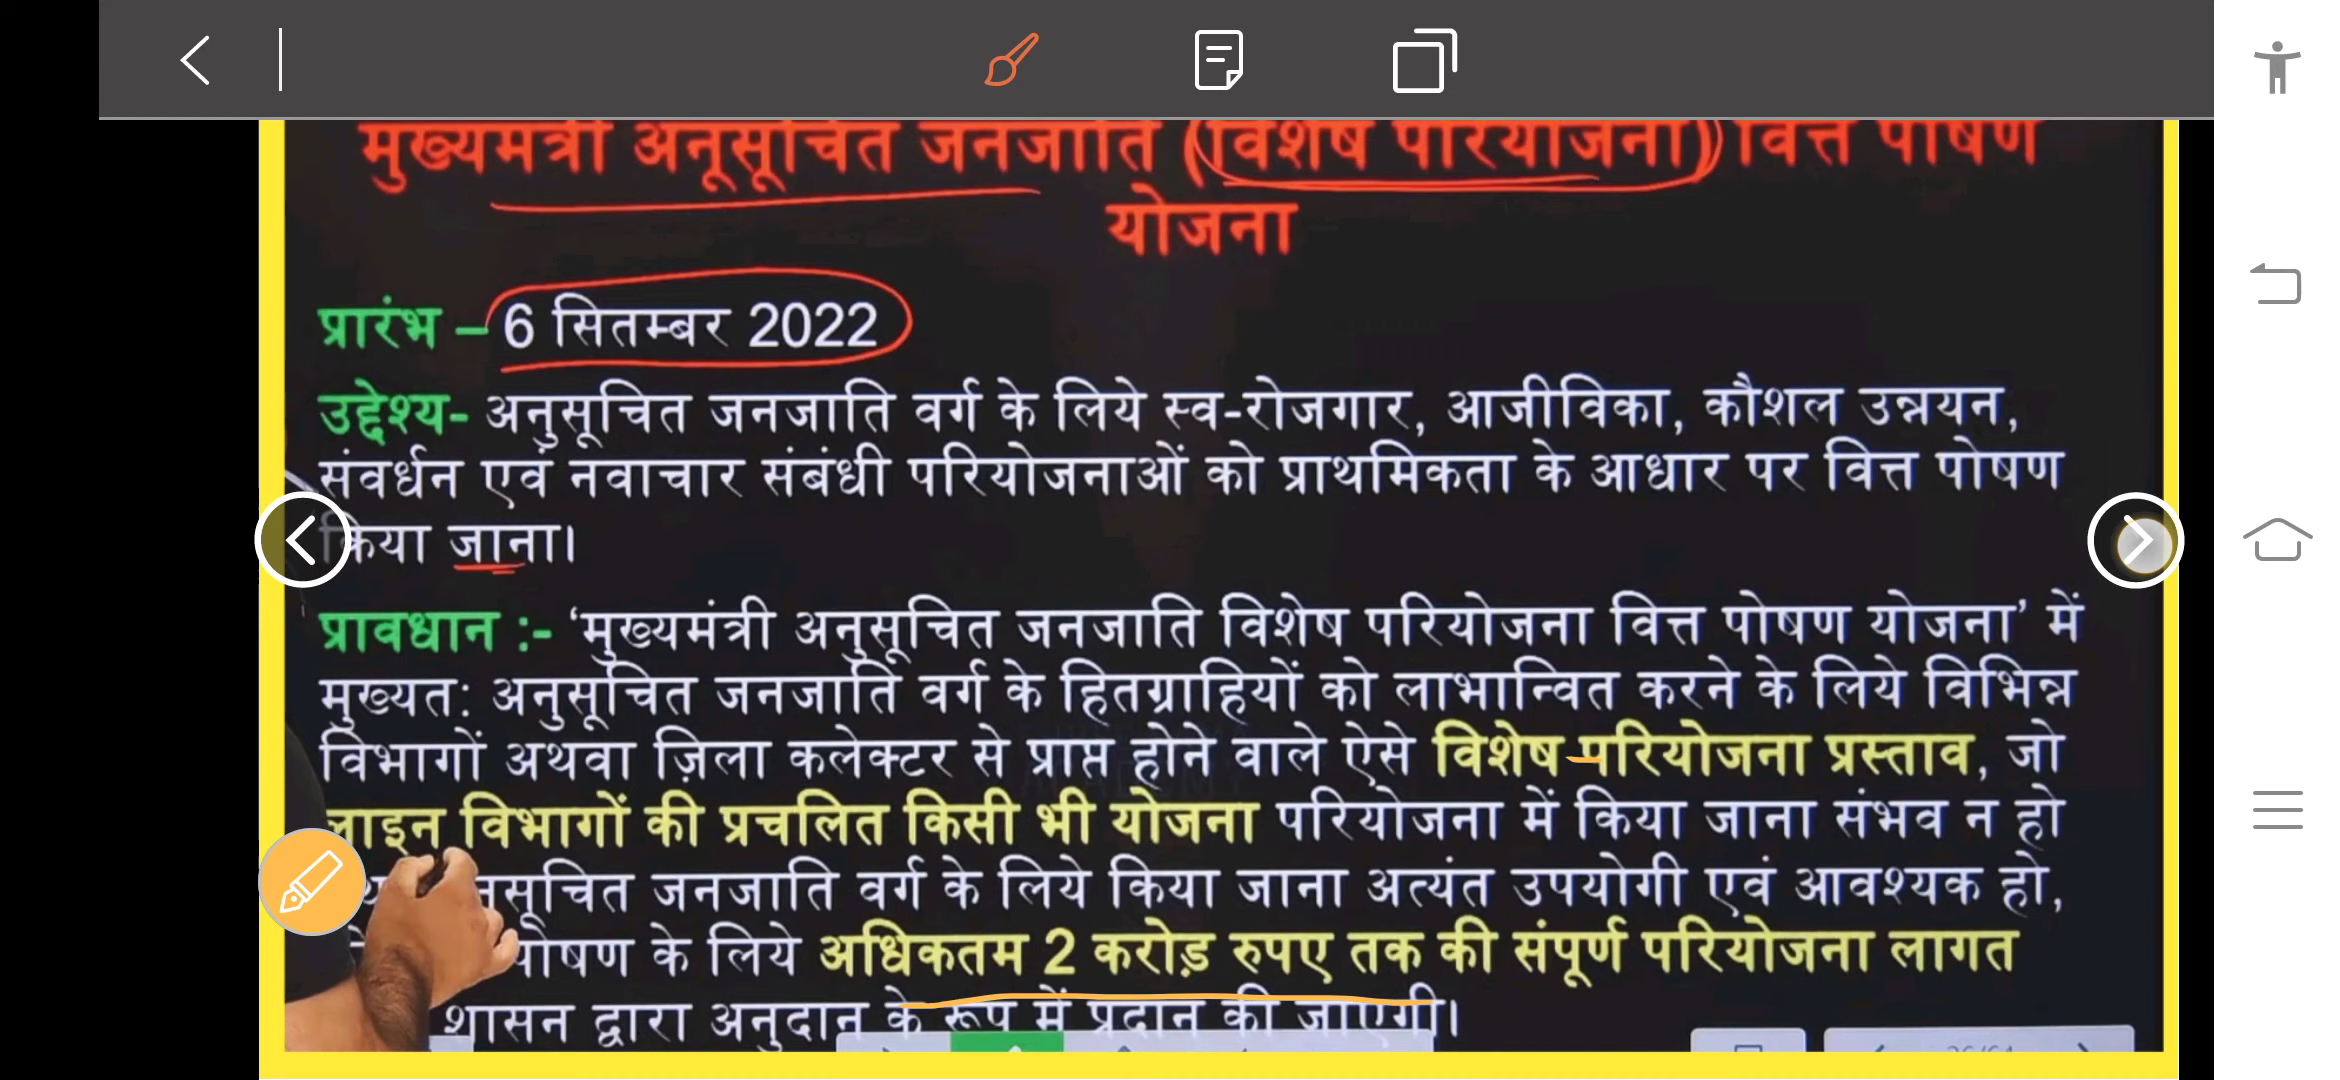 मुख्यमंत्री अनुसूचित जनजाति (विशेष परियोजना) वित्त पोषण
योजना
प्रारंभ – 6 सितम्बर 2022
उद्देश्य- अनुसूचित जनजाति वर्ग के लिये स्व-रोजगार, आजीविका, कौशल उन्नयन,
संवर्धन एवं नवाचार संबंधी परियोजनाओं को प्राथमिकता के आधार पर वित्त पोषण
किया जाना।
प्रावधान :- ‘मुख्यमंत्री अनुसूचित जनजाति विशेष परियोजना वित्त पोषण योजना’ में
मुख्यत: अनुसूचित जनजाति वर्ग के हितग्राहियों को लाभान्वित करने के लिये विभिन्न
विभागों अथवा ज़िला कलेक्टर से प्राप्त होने वाले ऐसे विशेष परियोजना प्रस्ताव, जो
लाइन विभागों की प्रचलित किसी भी योजना परियोजना में किया जाना संभव न हो
जनजाति वर्ग के लिये किया जाना अत्यंत उपयोगी एवं आवश्यक हो,
पोषण के लिये अधिकतम 2 करोड़ रुपए तक की संपूर्ण परियोजना लागत
शासन द्वारा अनुदान के रूप में प्रदान की जाएगी।